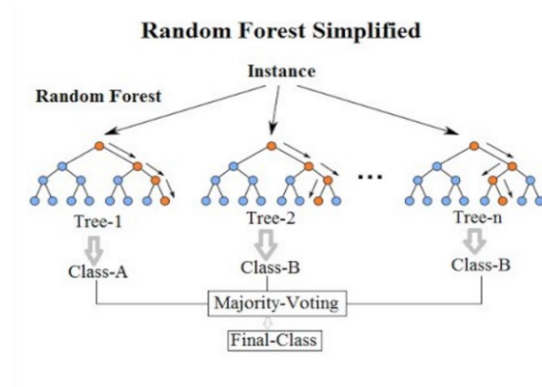 Random Forest Simplified
Instance
Random Forest
...
Tree-1 Tree-2 Tree-n
Class-A Class-B Class-B
Majority-Voting
Final-Class